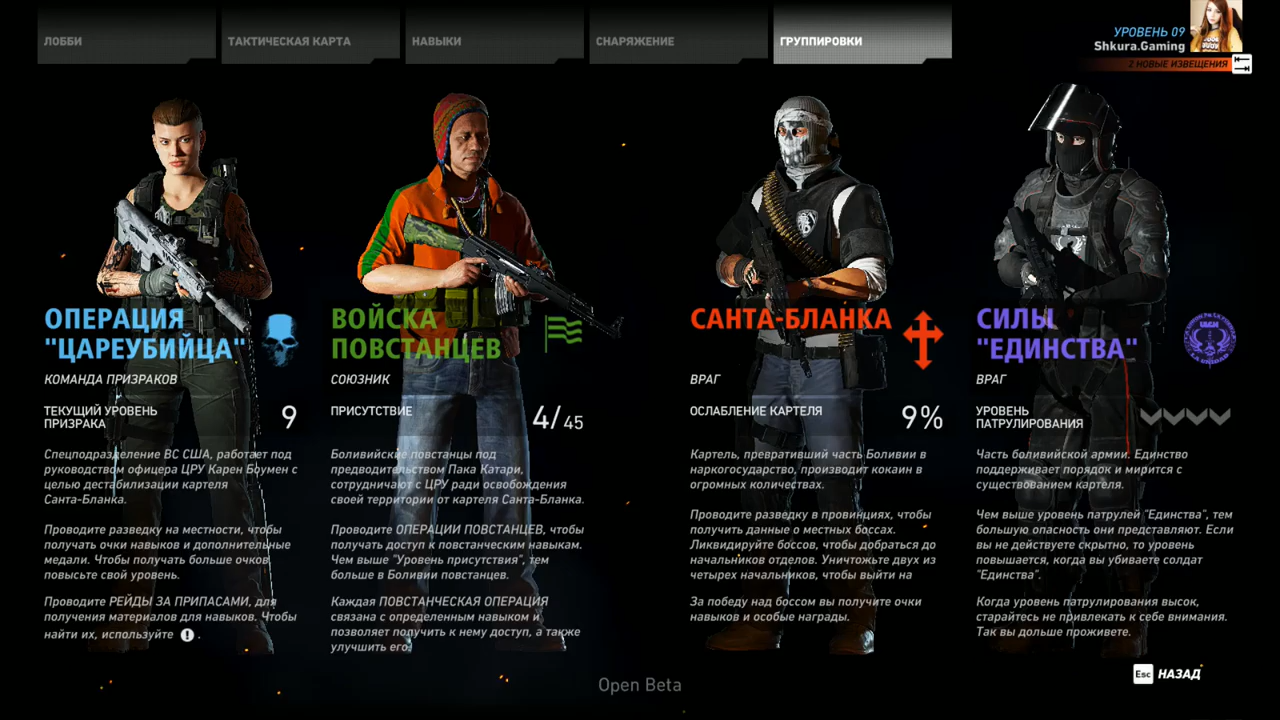 ЛОББИ
ТАКТИЧЕСКАЯ КАРТА
НАВЫКИ
СНАРЯЖЕНИЕ
ГРУППИРОВКИ
УРОВЕНЬ 09
Shkura.Gaming
2 НОВЫЕ ИЗВЕЩЕНИЯ
ОПЕРАЦИЯ
"ЦАРЕУБИЙЦА"
КОМАНДА ПРИЗРАКОВ
ТЕКУЩИЙ УРОВЕНЬ
ПРИЗРАКА
9
Спецподразделение ВС США, работает под
руководством офицера ЦРУ Карен Боумен с
целью дестабилизации картеля
Санта-Бланка.
Проводите разведку на местности, чтобы
получать очки навыков и дополнительные
медали. Чтобы получать больше очков,
повысьте свой уровень.
Проводите РЕЙДЫ ЗА ПРИПАСАМИ, для
получения материалов для навыков. Чтобы
найти их, используйте ! .
ВОЙСКА
ПОВСТАНЦЕВ
СОЮЗНИК
ПРИСУТСТВИЕ
4/45
Боливийские повстанцы под
предводительством Пака Катари,
сотрудничают с ЦРУ ради освобождения
своей территории от картеля Санта-Бланка.
Проводите ОПЕРАЦИИ ПОВСТАНЦЕВ, чтобы
получать доступ к повстанческим навыкам.
Чем выше "Уровень присутствия", тем
больше в Боливии повстанцев.
Каждая ПОВСТАНЧЕСКАЯ ОПЕРАЦИЯ
связана с определенным навыком и
позволяет получить к нему доступ, а также
улучшить его.
САНТА-БЛАНКА
ВРАГ
ОСЛАБЛЕНИЕ КАРТЕЛЯ
9%
Картель, превративший часть Боливии в
наркогосударство, производит кокаин в
огромных количествах.
Проводите разведку в провинциях, чтобы
получить данные о местных боссах.
Ликвидируйте боссов, чтобы добраться до
начальников отделов. Уничтожьте двух из
четырех начальников, чтобы выйти на
За победу над боссом вы получите очки
навыков и особые награды.
СИЛЫ
"ЕДИНСТВА"
ВРАГ
УРОВЕНЬ
ПАТРУЛИРОВАНИЯ
Часть боливийской армии. Единство
поддерживает порядок и мирится с
существованием картеля.
Чем выше уровень патрулей "Единства", тем
большую опасность они представляют. Если
вы не действуете скрытно, то уровень
повышается, когда вы убиваете солдат
"Единства".
Когда уровень патрулирования высок,
старайтесь не привлекать к себе внимания.
Так вы дольше проживете.
Esc НАЗАД
Open Beta